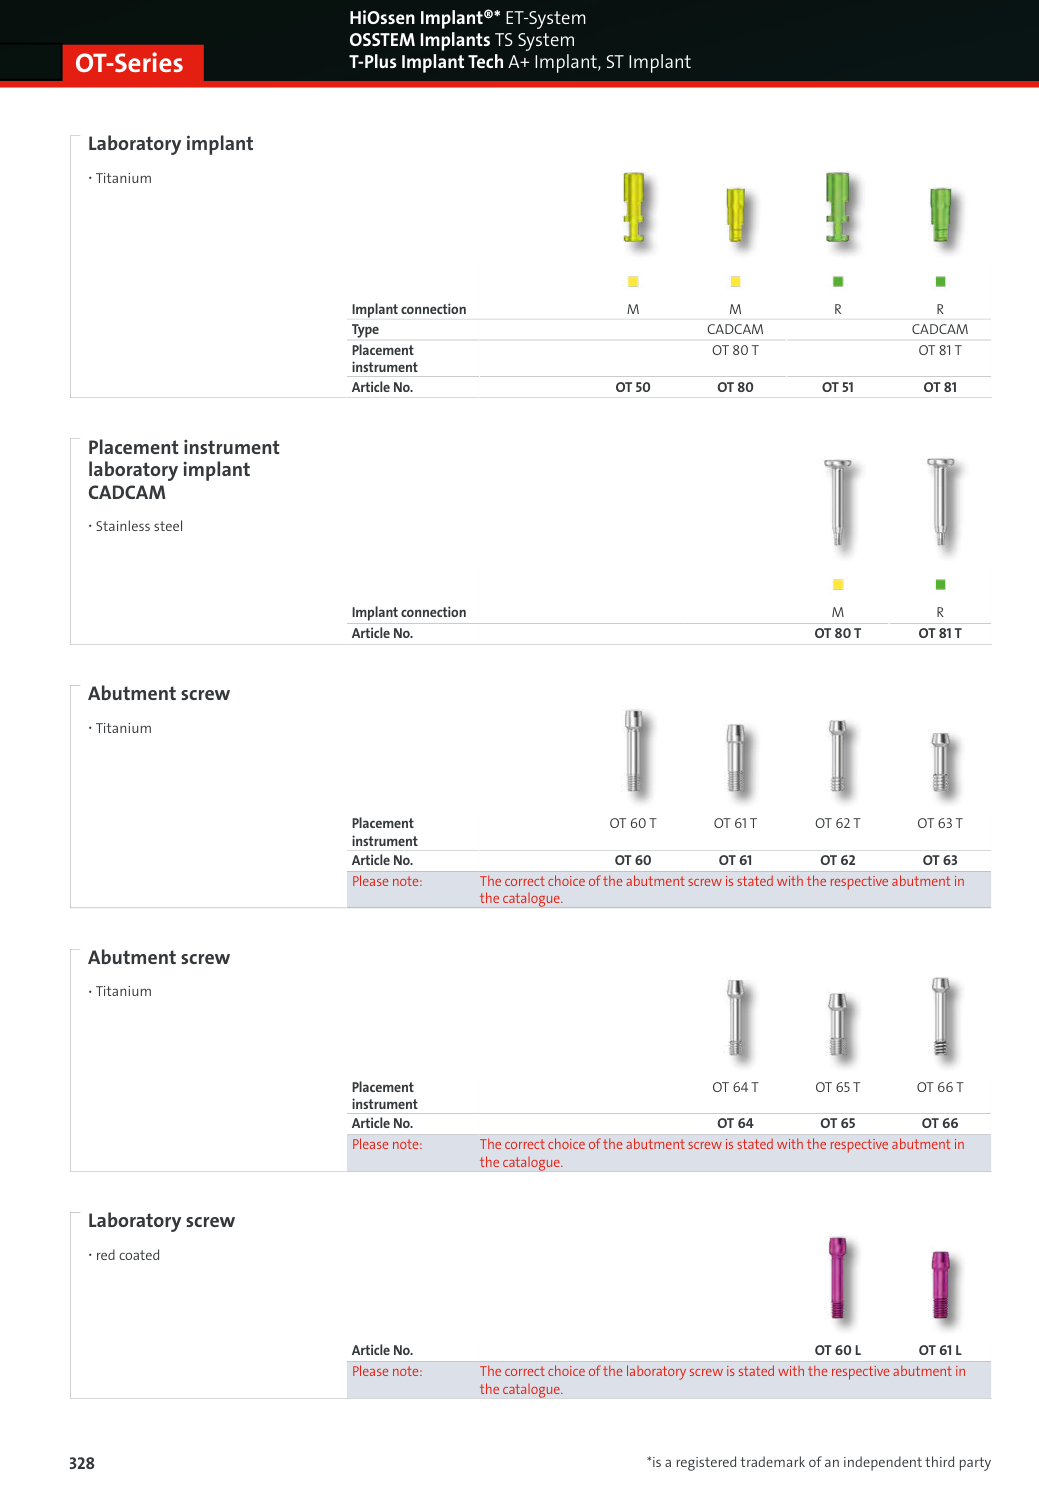 HiOssen Implant®* ET-System
OSSTEM Implants TS System
OT-Series
T-Plus Implant Tech A+ Implant, ST Implant
Laboratory implant
· Titanium
Implant connection M M R R
Type CADCAM CADCAM
Placement OT 80 T OT 81 T
instrument
Article No. OT 50 OT 80 OT 51 OT 81
Placement instrument
laboratory implant
CADCAM
· Stainless steel
Implant connection M R
Article No. OT 80 T OT 81 T
Abutment screw
· Titanium
Placement OT 60 T OT 61 T OT 62 T OT 63 T
instrument
Article No. OT 60 OT 61 OT 62 OT 63
Please note: The correct choice of the abutment screw is stated with the respective abutment in
the catalogue.
Abutment screw
· Titanium
Placement OT 64 T OT 65 T OT 66 T
instrument
Article No. OT 64 OT 65 OT 66
Please note: The correct choice of the abutment screw is stated with the respective abutment in
the catalogue.
Laboratory screw
· red coated
Article No. OT 60 L OT 61 L
Please note: The correct choice of the laboratory screw is stated with the respective abutment in
the catalogue.
328 *is a registered trademark of an independent third party